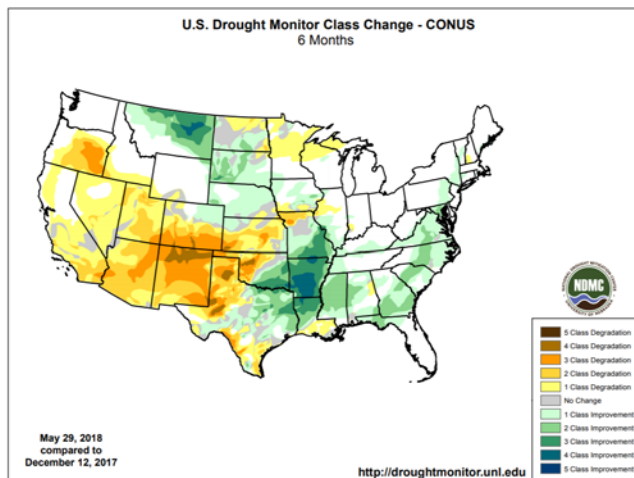 U.S. Drought Monitor Class Change - CONUS
6 Months
NDMC
5 Class Degradation
4 Class Degradation
3 Class Degradation
2 Class Degradation
1 Class Degradation
No Change
1 Class Improvement
2 Class Improvement
3 Class Improvement
4 Class Improvement
5 Class Improvement
May 29, 2018
compared to
December 12, 2017
http://droughtmonitor.unl.edu